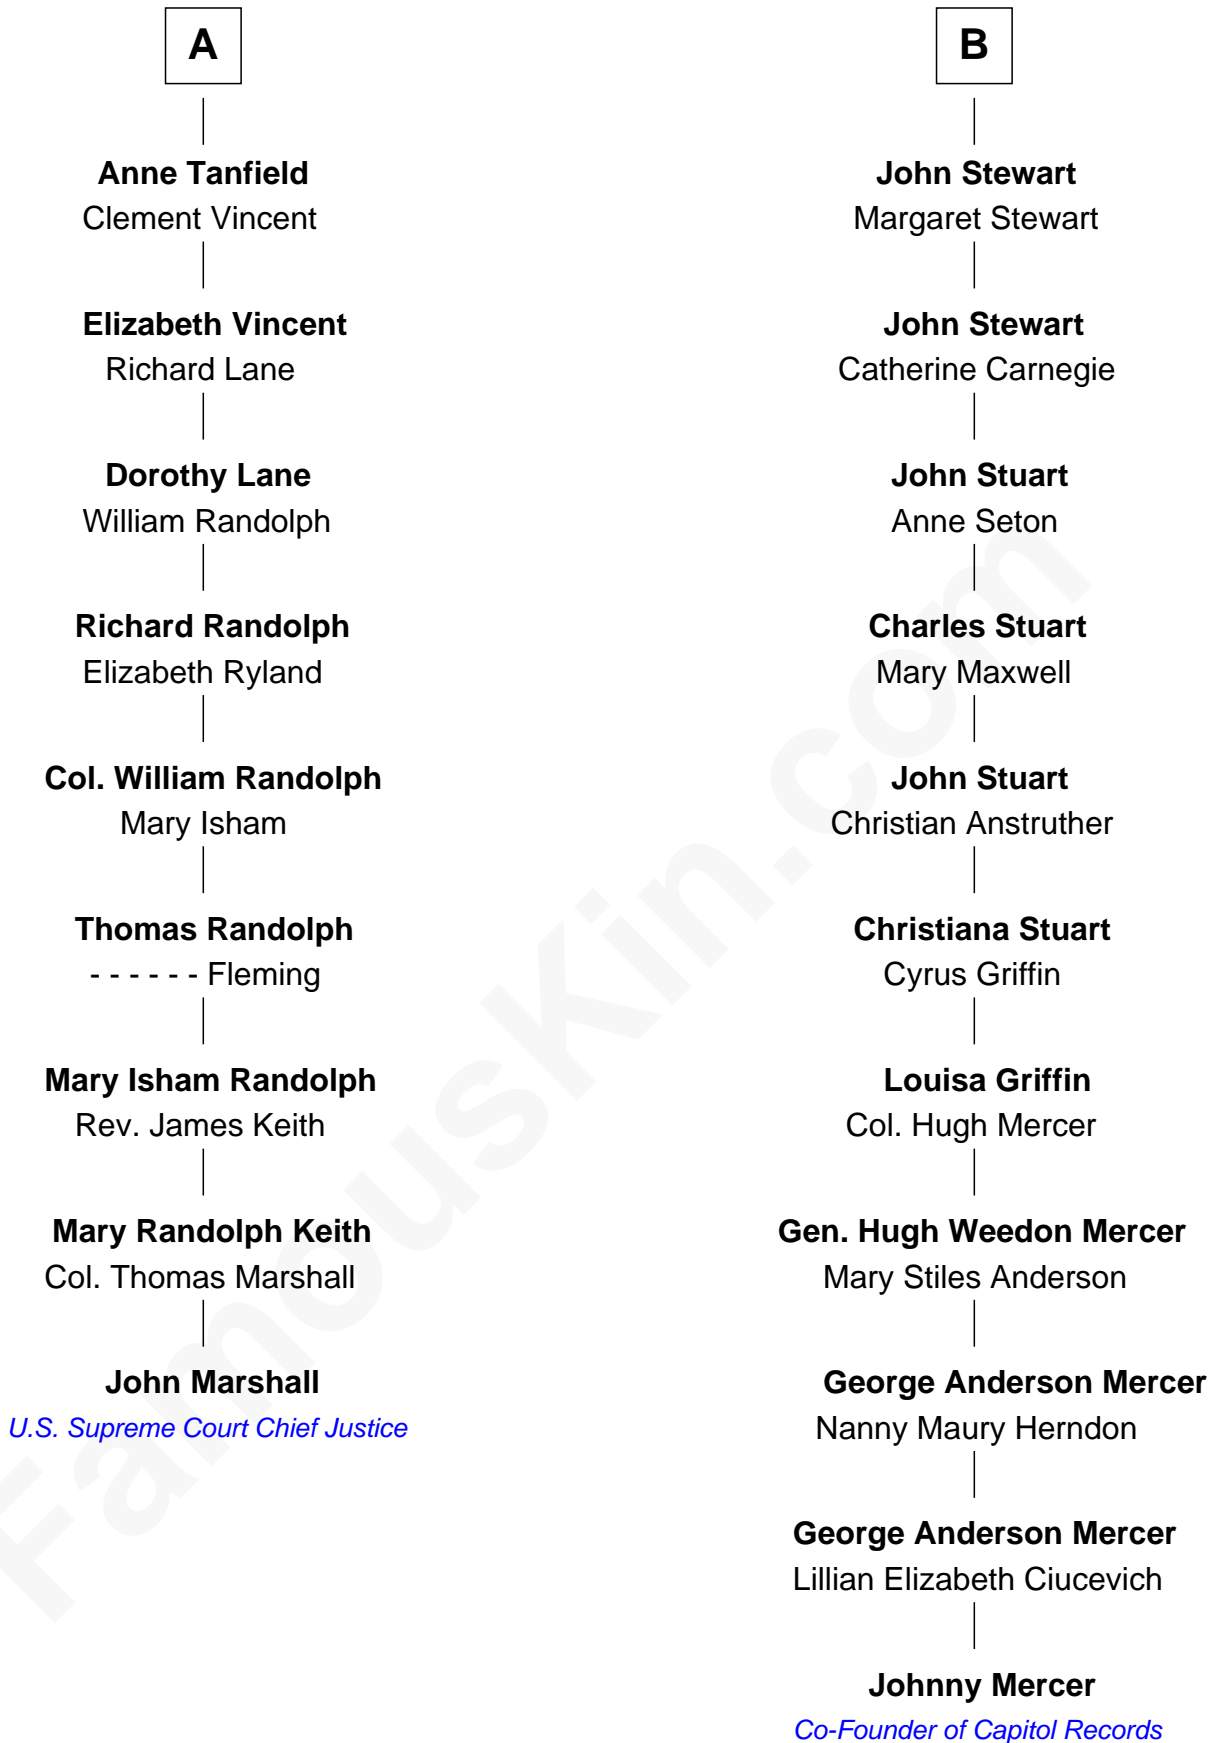 A
Anne Tanfield
Clement Vincent
Elizabeth Vincent
Richard Lane
Dorothy Lane
William Randolph
Richard Randolph
Elizabeth Ryland
Col. William Randolph
Mary Isham
Thomas Randolph
- - - - - - Fleming
Mary Isham Randolph
Rev. James Keith
Mary Randolph Keith
Col. Thomas Marshall
John Marshall
U.S. Supreme Court Chief Justice
B
John Stewart
Margaret Stewart
John Stewart
Catherine Carnegie
John Stuart
Anne Seton
Charles Stuart
Mary Maxwell
John Stuart
Christian Anstruther
Christiana Stuart
Cyrus Griffin
Louisa Griffin
Col. Hugh Mercer
Gen. Hugh Weedon Mercer
Mary Stiles Anderson
George Anderson Mercer
Nanny Maury Herndon
George Anderson Mercer
Lillian Elizabeth Ciucevich
Johnny Mercer
Co-Founder of Capitol Records
FamousKin.com